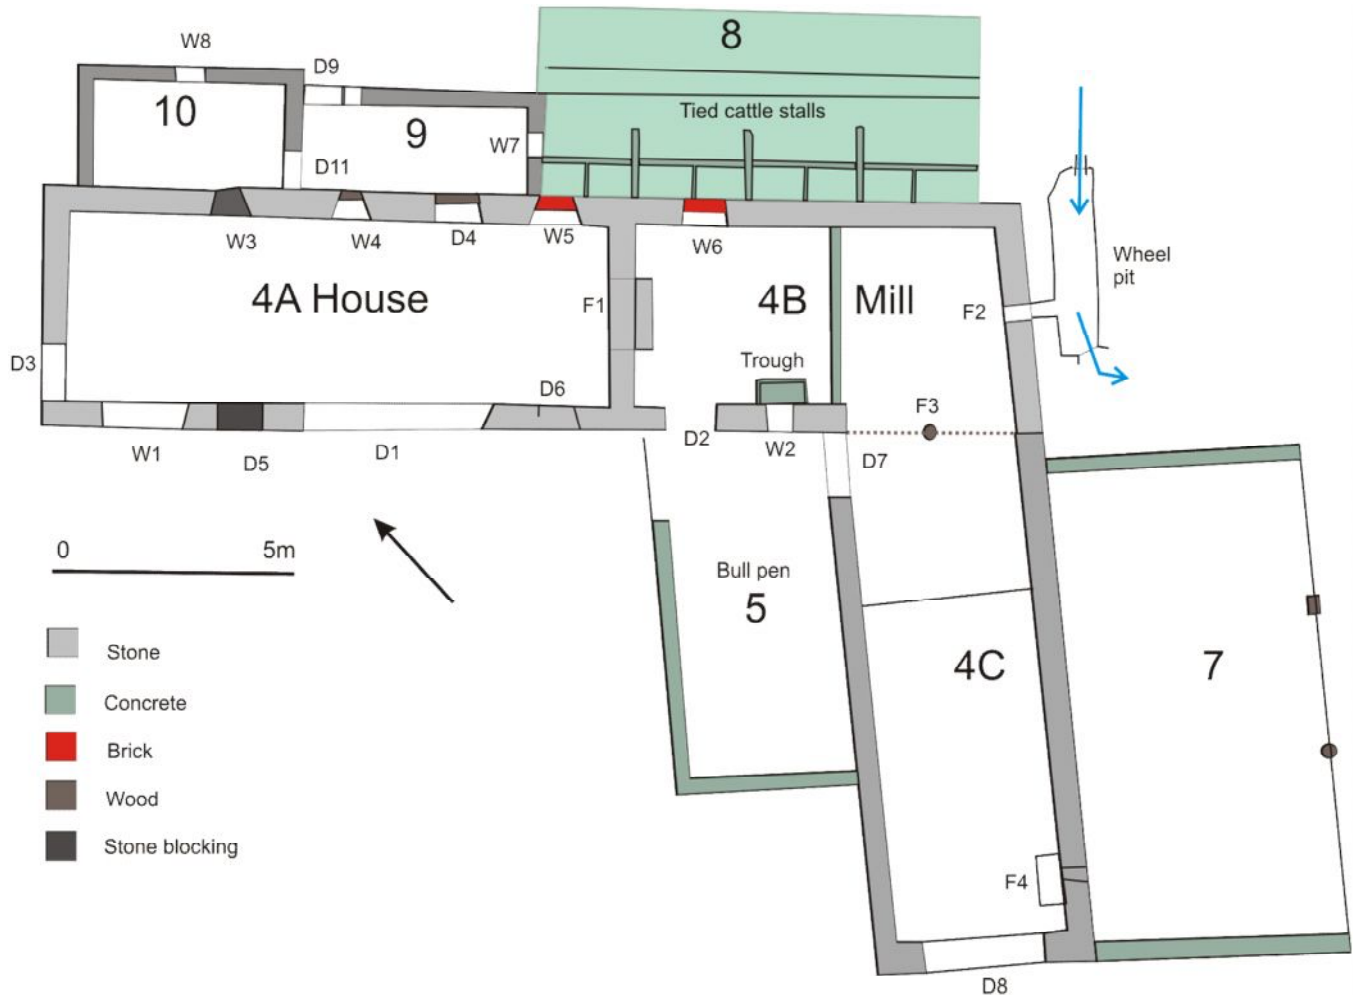 8
W8
D9
10
9
Tied cattle stalls
W7
D11
W3
W4
D4
W5
W6
Wheel
pit
4A House
F1
4B
Mill
F2
D3
Trough
D6
F3
W1
D5
D1
D2
W2
D7
0
5m
Bull pen
5
Stone
4C
7
Concrete
Brick
Wood
Stone blocking
F4
D8